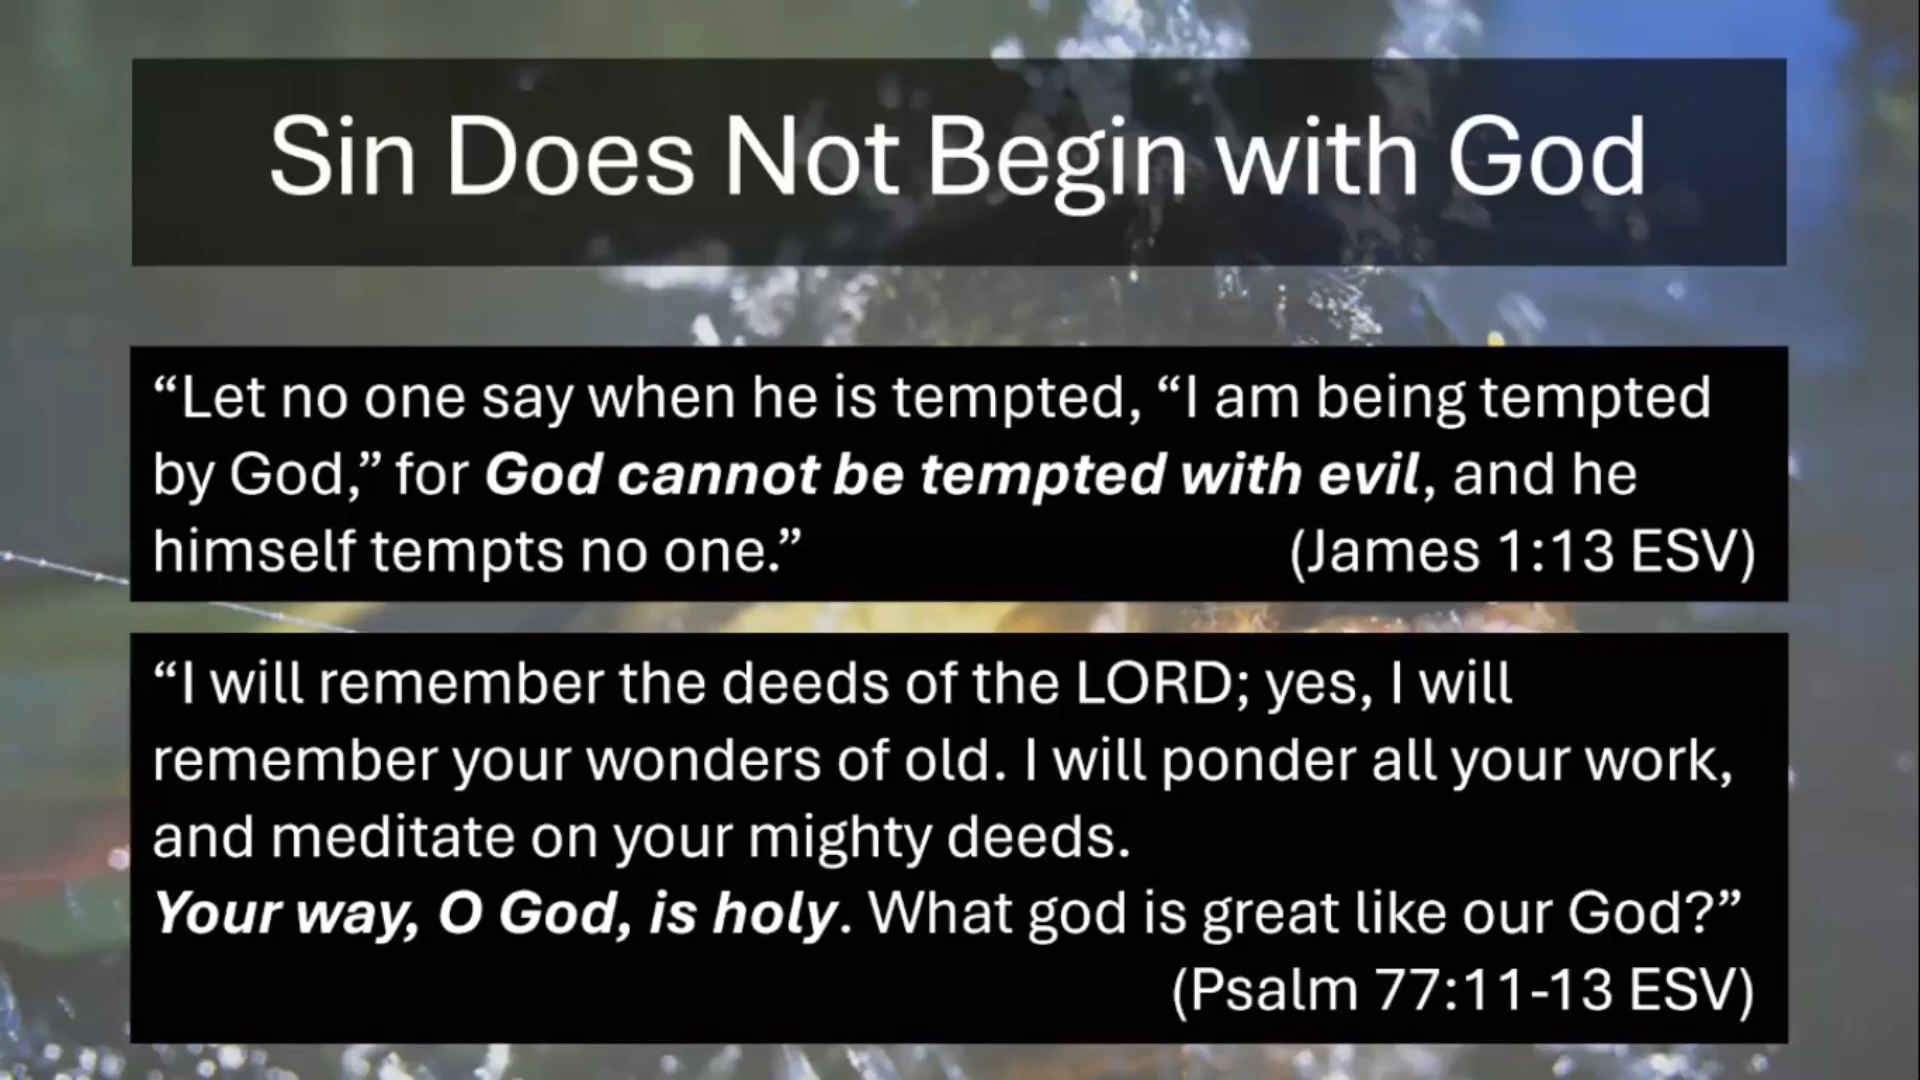 Sin Does Not Begin with God
“Let no one say when he is tempted, “I am being tempted
by God,” for God cannot be tempted with evil, and he
himself tempts no one.” (James 1:13 ESV)
“I will remember the deeds of the LORD; yes, I will
remember your wonders of old. I will ponder all your work,
and meditate on your mighty deeds.
Your way, O God, is holy. What god is great like our God?”
(Psalm 77:11-13 ESV)